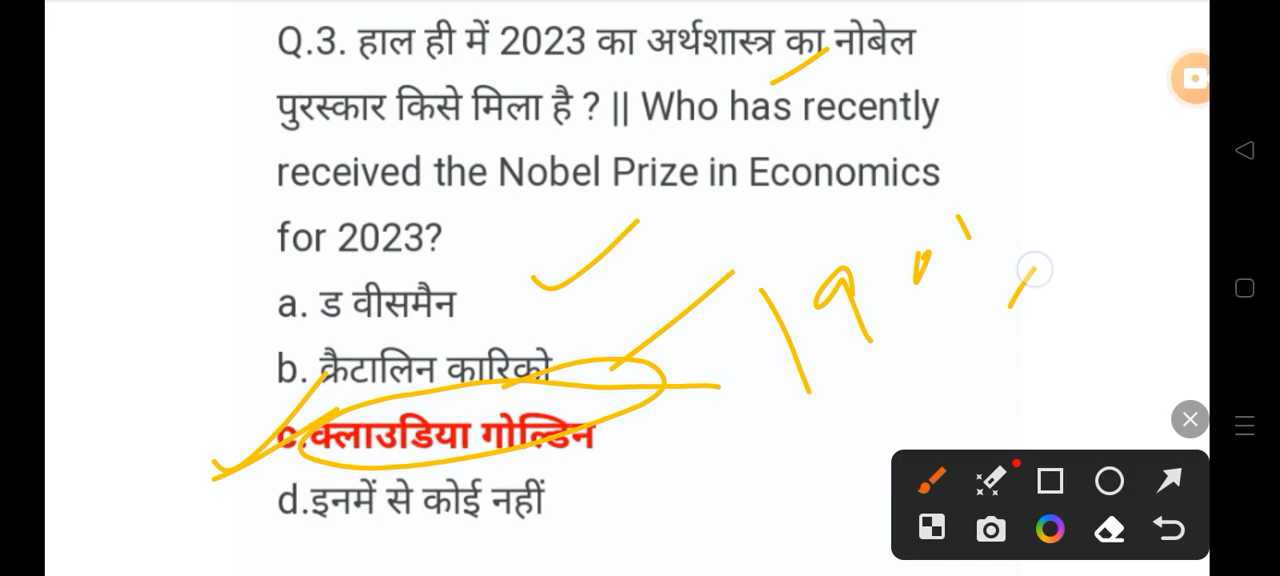 Q.3. हाल ही में 2023 का अर्थशास्त्र का नोबेल
पुरस्कार किसे मिला है ? || Who has recently
received the Nobel Prize in Economics
for 2023?
a. ड वीसमैन
b. क्रैटालिन कारिको
c.क्लाउडिया गोल्डिन
d.इनमें से कोई नहीं